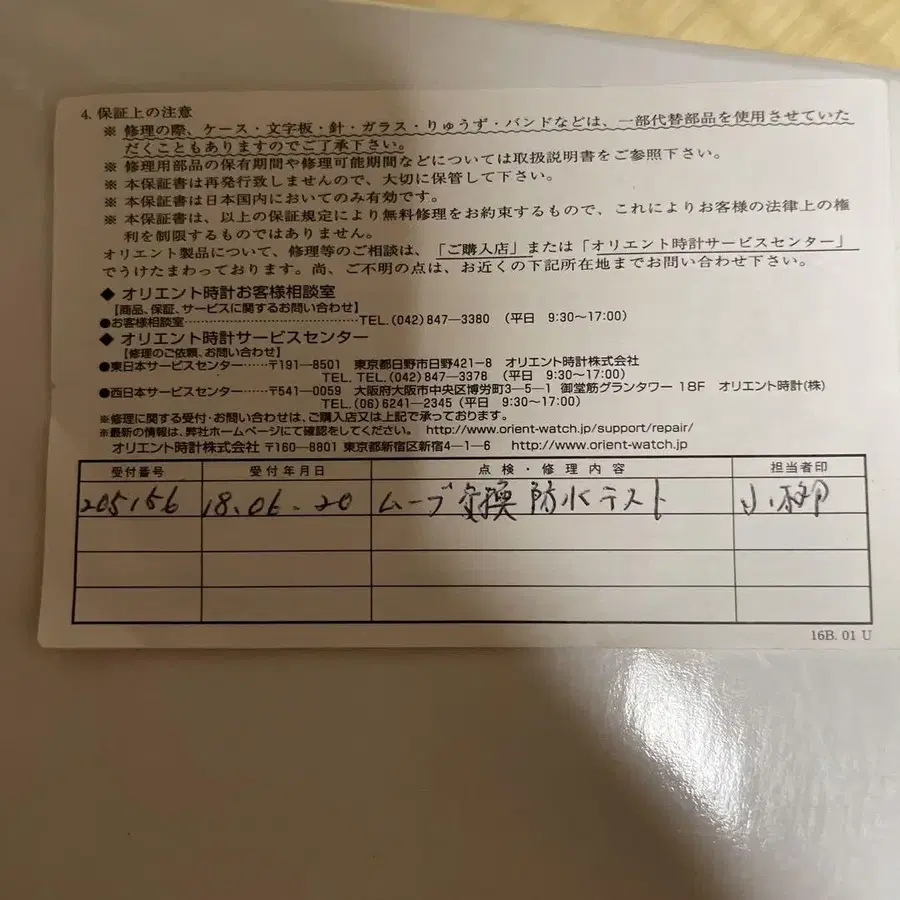 4. 保証上の注意
※ 修理の際、ケース・文字板・針・ガラス・りゅうず・バンドなどは、一部代替部品を使用させていた
だくこともありますのでご了承下さい。
※ 修理用部品の保有期間や修理可能期間などについては取扱説明書をご参照下さい。
※ 本保証書は再発行致しませんので、大切に保管して下さい。
※ 本保証書は日本国内においてのみ有効です。
※ 本保証書は、以上の保証規定により無料修理をお約束するもので、これによりお客様の法律上の権
利を制限するものではありません。
オリエント製品について、修理等のご相談は、「ご購入店」または「オリエント時計サービスセンター」
でうけたまわっております。尚、ご不明の点は、お近くの下記所在地までお問い合わせ下さい。
◆ オリエント時計お客様相談室
【商品、保証、サービスに関するお問い合わせ】
●お客様相談室……………………………………TEL.(042)847―3380 (平日 9:30~17:00)
◆ オリエント時計サービスセンター
【修理のご依頼、お問い合わせ】
●東日本サービスセンター……〒191―8501 東京都日野市日野421―8 オリエント時計株式会社
TEL. TEL.(042)847―3378 (平日 9:30~17:00)
●西日本サービスセンター……〒541―0059 大阪府大阪市中央区博労町3―5―1 御堂筋グランタワー 18F オリエント時計(株)
TEL.(06)6241―2345 (平日 9:30~17:00)
※修理に関する受付・お問い合わせは、ご購入店又は上記で承っております。
※最新の情報は、弊社ホームページにて確認をしてください。 http://www.orient-watch.jp/support/repair/
オリエント時計株式会社 〒160―8801 東京都新宿区新宿4―1―6 http://www.orient-watch.jp
受付番号 受付年月日 点検・修理内容 担当者印
205156 18.06.20 ムーブ交換 防水テスト 小柳
16B. 01 U